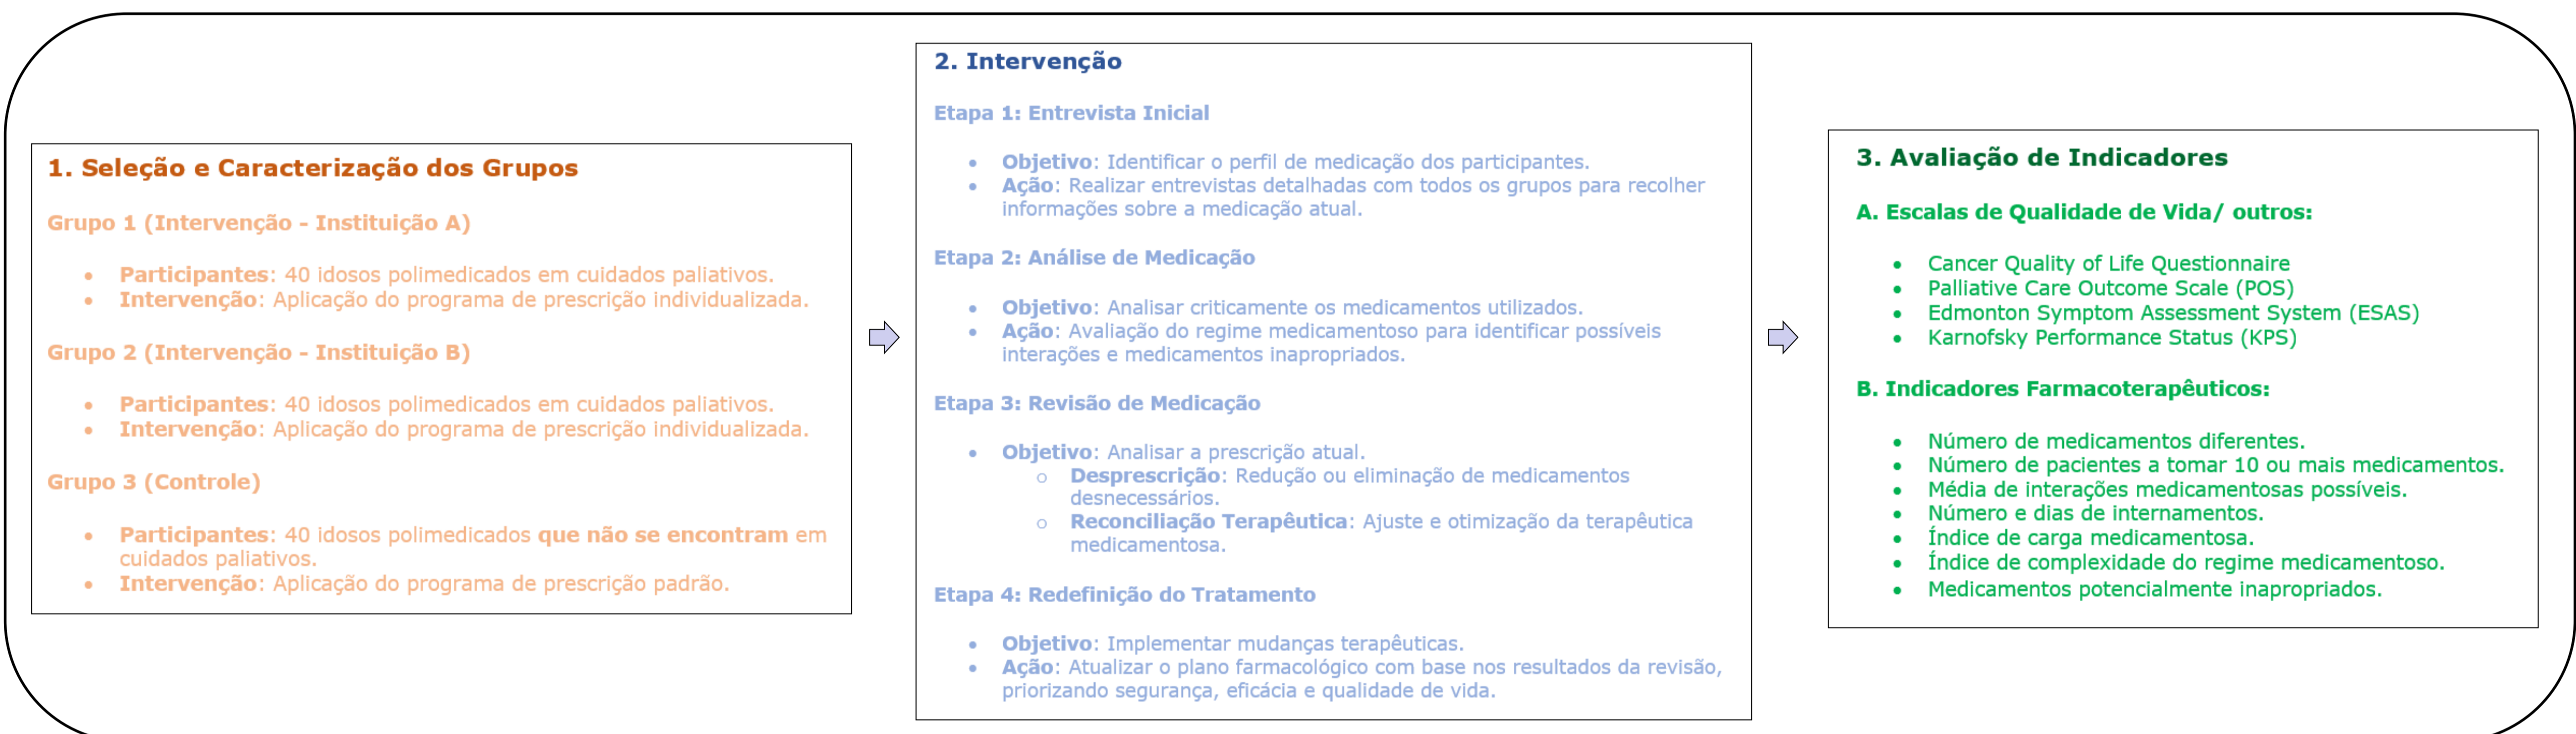 1. Seleção e Caracterização dos Grupos
Grupo 1 (Intervenção - Instituição A)
• Participantes: 40 idosos polimedicados em cuidados paliativos.
• Intervenção: Aplicação do programa de prescrição individualizada.
Grupo 2 (Intervenção - Instituição B)
• Participantes: 40 idosos polimedicados em cuidados paliativos.
• Intervenção: Aplicação do programa de prescrição individualizada.
Grupo 3 (Controle)
• Participantes: 40 idosos polimedicados que não se encontram em
cuidados paliativos.
• Intervenção: Aplicação do programa de prescrição padrão.
2. Intervenção
Etapa 1: Entrevista Inicial
• Objetivo: Identificar o perfil de medicação dos participantes.
• Ação: Realizar entrevistas detalhadas com todos os grupos para recolher
informações sobre a medicação atual.
Etapa 2: Análise de Medicação
• Objetivo: Analisar criticamente os medicamentos utilizados.
• Ação: Avaliação do regime medicamentoso para identificar possíveis
interações e medicamentos inapropriados.
Etapa 3: Revisão de Medicação
• Objetivo: Analisar a prescrição atual.
o Desprescrição: Redução ou eliminação de medicamentos
desnecessários.
o Reconciliação Terapêutica: Ajuste e otimização da terapêutica
medicamentosa.
Etapa 4: Redefinição do Tratamento
• Objetivo: Implementar mudanças terapêuticas.
• Ação: Atualizar o plano farmacológico com base nos resultados da revisão,
priorizando segurança, eficácia e qualidade de vida.
3. Avaliação de Indicadores
A. Escalas de Qualidade de Vida/ outros:
• Cancer Quality of Life Questionnaire
• Palliative Care Outcome Scale (POS)
• Edmonton Symptom Assessment System (ESAS)
• Karnofsky Performance Status (KPS)
B. Indicadores Farmacoterapêuticos:
• Número de medicamentos diferentes.
• Número de pacientes a tomar 10 ou mais medicamentos.
• Média de interações medicamentosas possíveis.
• Número e dias de internamentos.
• Índice de carga medicamentosa.
• Índice de complexidade do regime medicamentoso.
• Medicamentos potencialmente inapropriados.